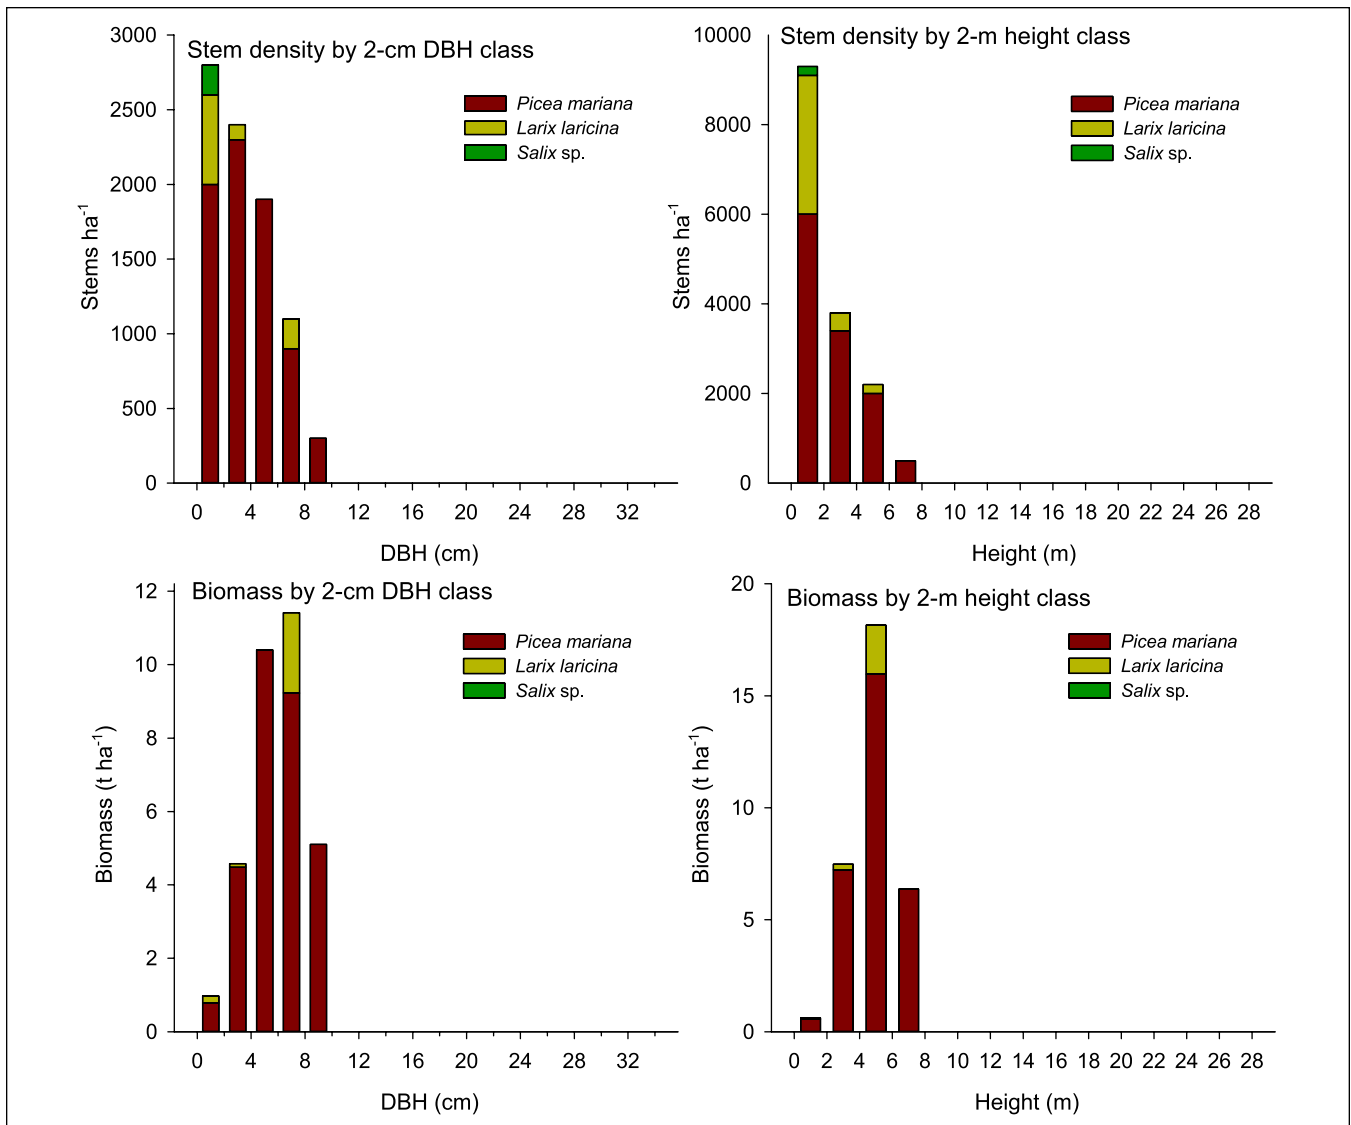 Stem density by 2-cm DBH class
3000
2500
2000
1500
1000
500
0
Stems ha-1
Picea mariana
Larix laricina
Salix sp.
0 4 8 12 16 20 24 28 32
DBH (cm)
Stem density by 2-m height class
10000
8000
6000
4000
2000
0
Stems ha-1
Picea mariana
Larix laricina
Salix sp.
0 2 4 6 8 10 12 14 16 18 20 22 24 26 28
Height (m)
Biomass by 2-cm DBH class
12
10
8
6
4
2
0
Biomass (t ha-1)
Picea mariana
Larix laricina
Salix sp.
0 4 8 12 16 20 24 28 32
DBH (cm)
Biomass by 2-m height class
20
15
10
5
0
Biomass (t ha-1)
Picea mariana
Larix laricina
Salix sp.
0 2 4 6 8 10 12 14 16 18 20 22 24 26 28
Height (m)